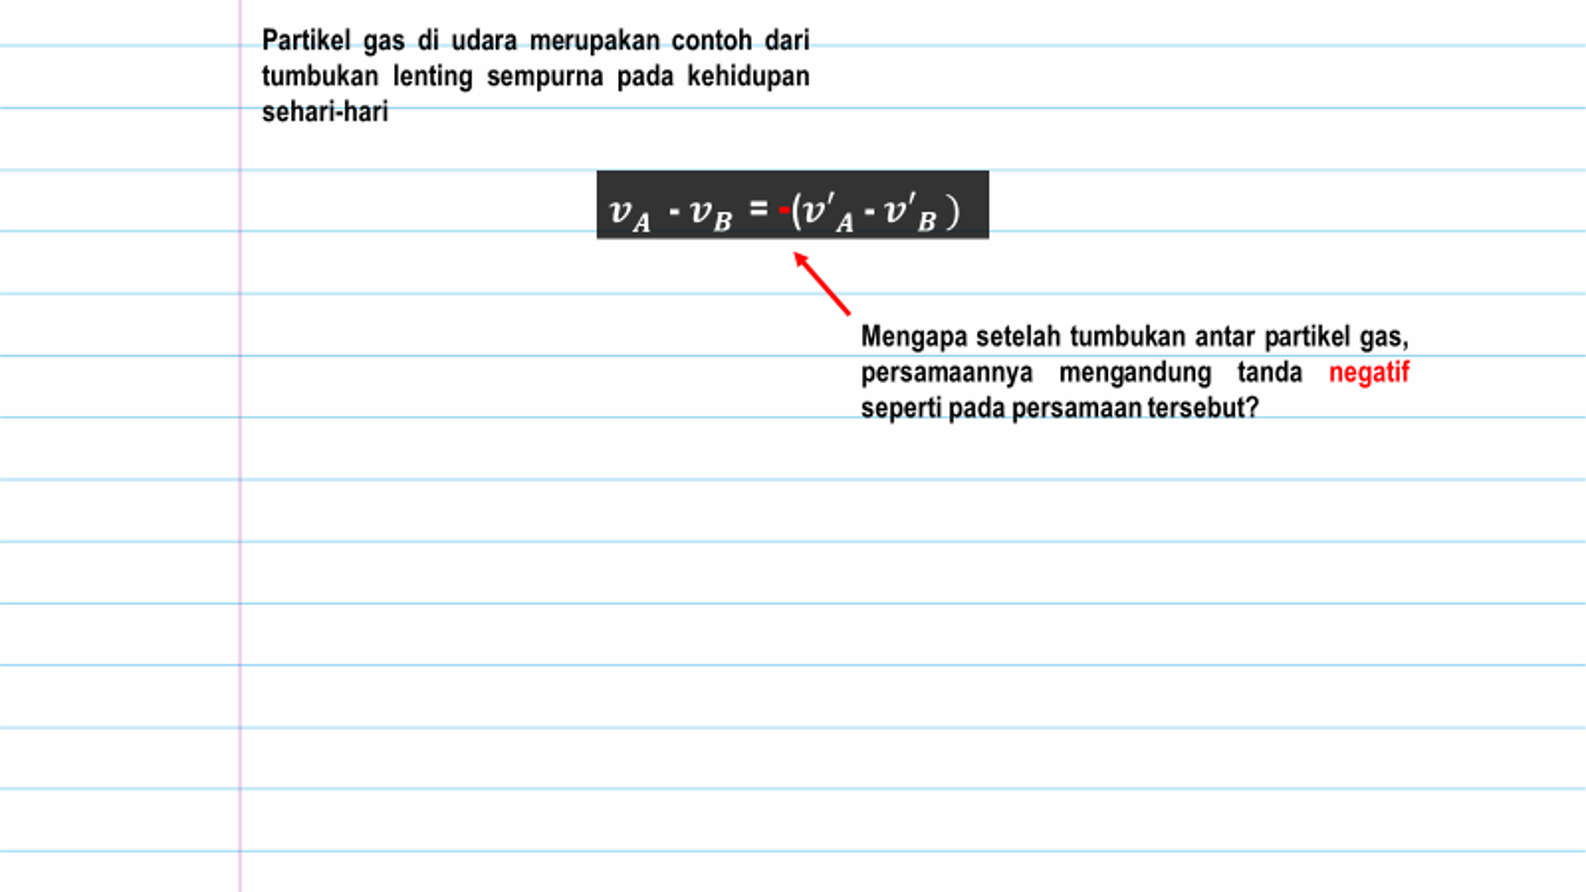 Partikel gas di udara merupakan contoh dari
tumbukan lenting sempurna pada kehidupan
sehari-hari
v_A - v_B = -(v'_A - v'_B )
Mengapa setelah tumbukan antar partikel gas,
persamaannya mengandung tanda negatif
seperti pada persamaan tersebut?